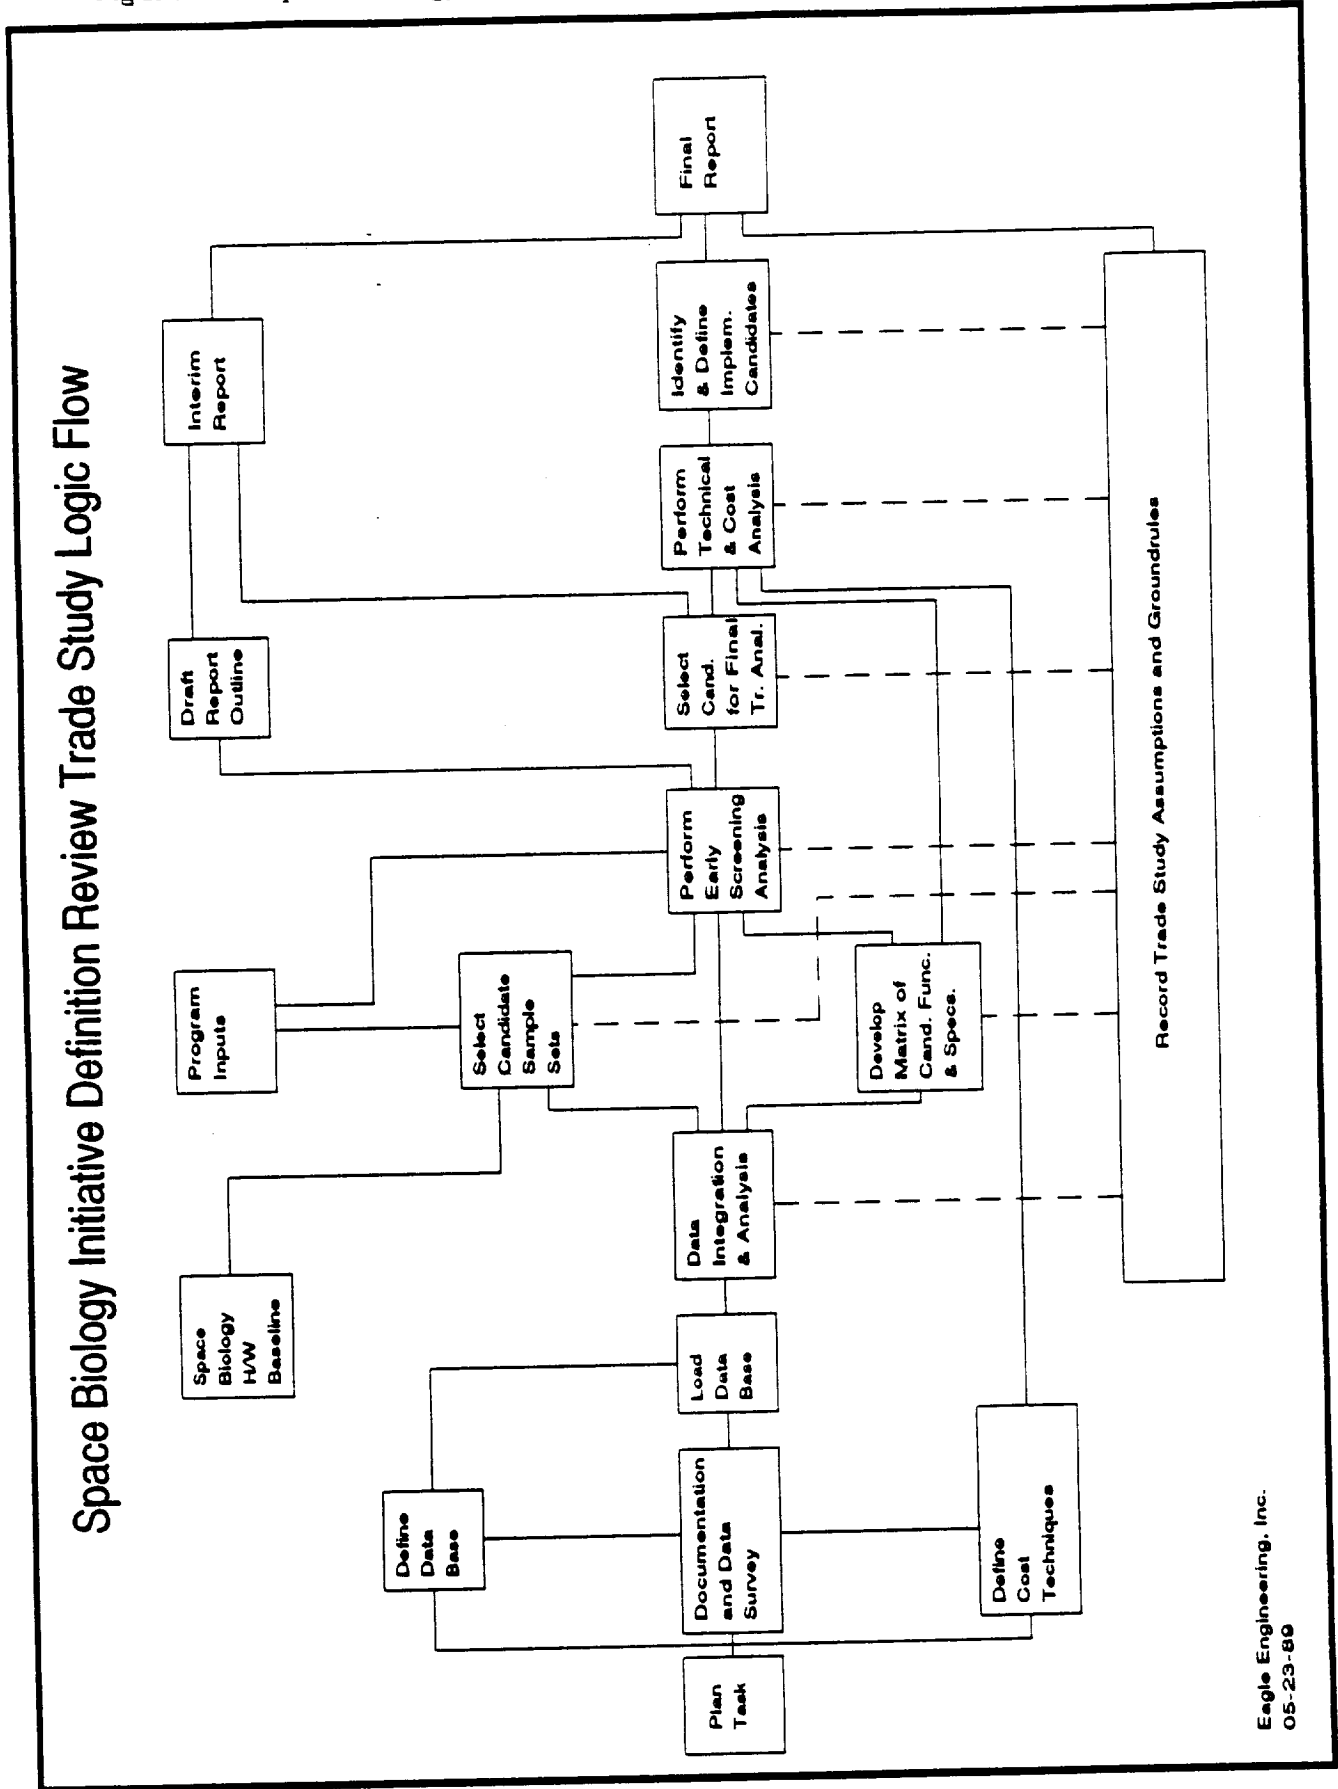 Space Biology Initiative Definition Review Trade Study Logic Flow
Space
Biology
H/W
Baseline
Program
Inputs
Draft
Report
Outline
Interim
Report
Define
Data
Base
Select
Candidate
Sample
Sets
Plan
Task
Documentation
and Data
Survey
Load
Data
Base
Data
Integration
& Analysis
Perform
Early
Screening
Analysis
Select
Cand.
for Final
Tr. Anal.
Perform
Technical
& Cost
Analysis
Identify
& Define
Implem.
Candidates
Final
Report
Develop
Matrix of
Cand. Func.
& Specs.
Define
Cost
Techniques
Record Trade Study Assumptions and Groundrules
Eagle Engineering, Inc.
05-23-89